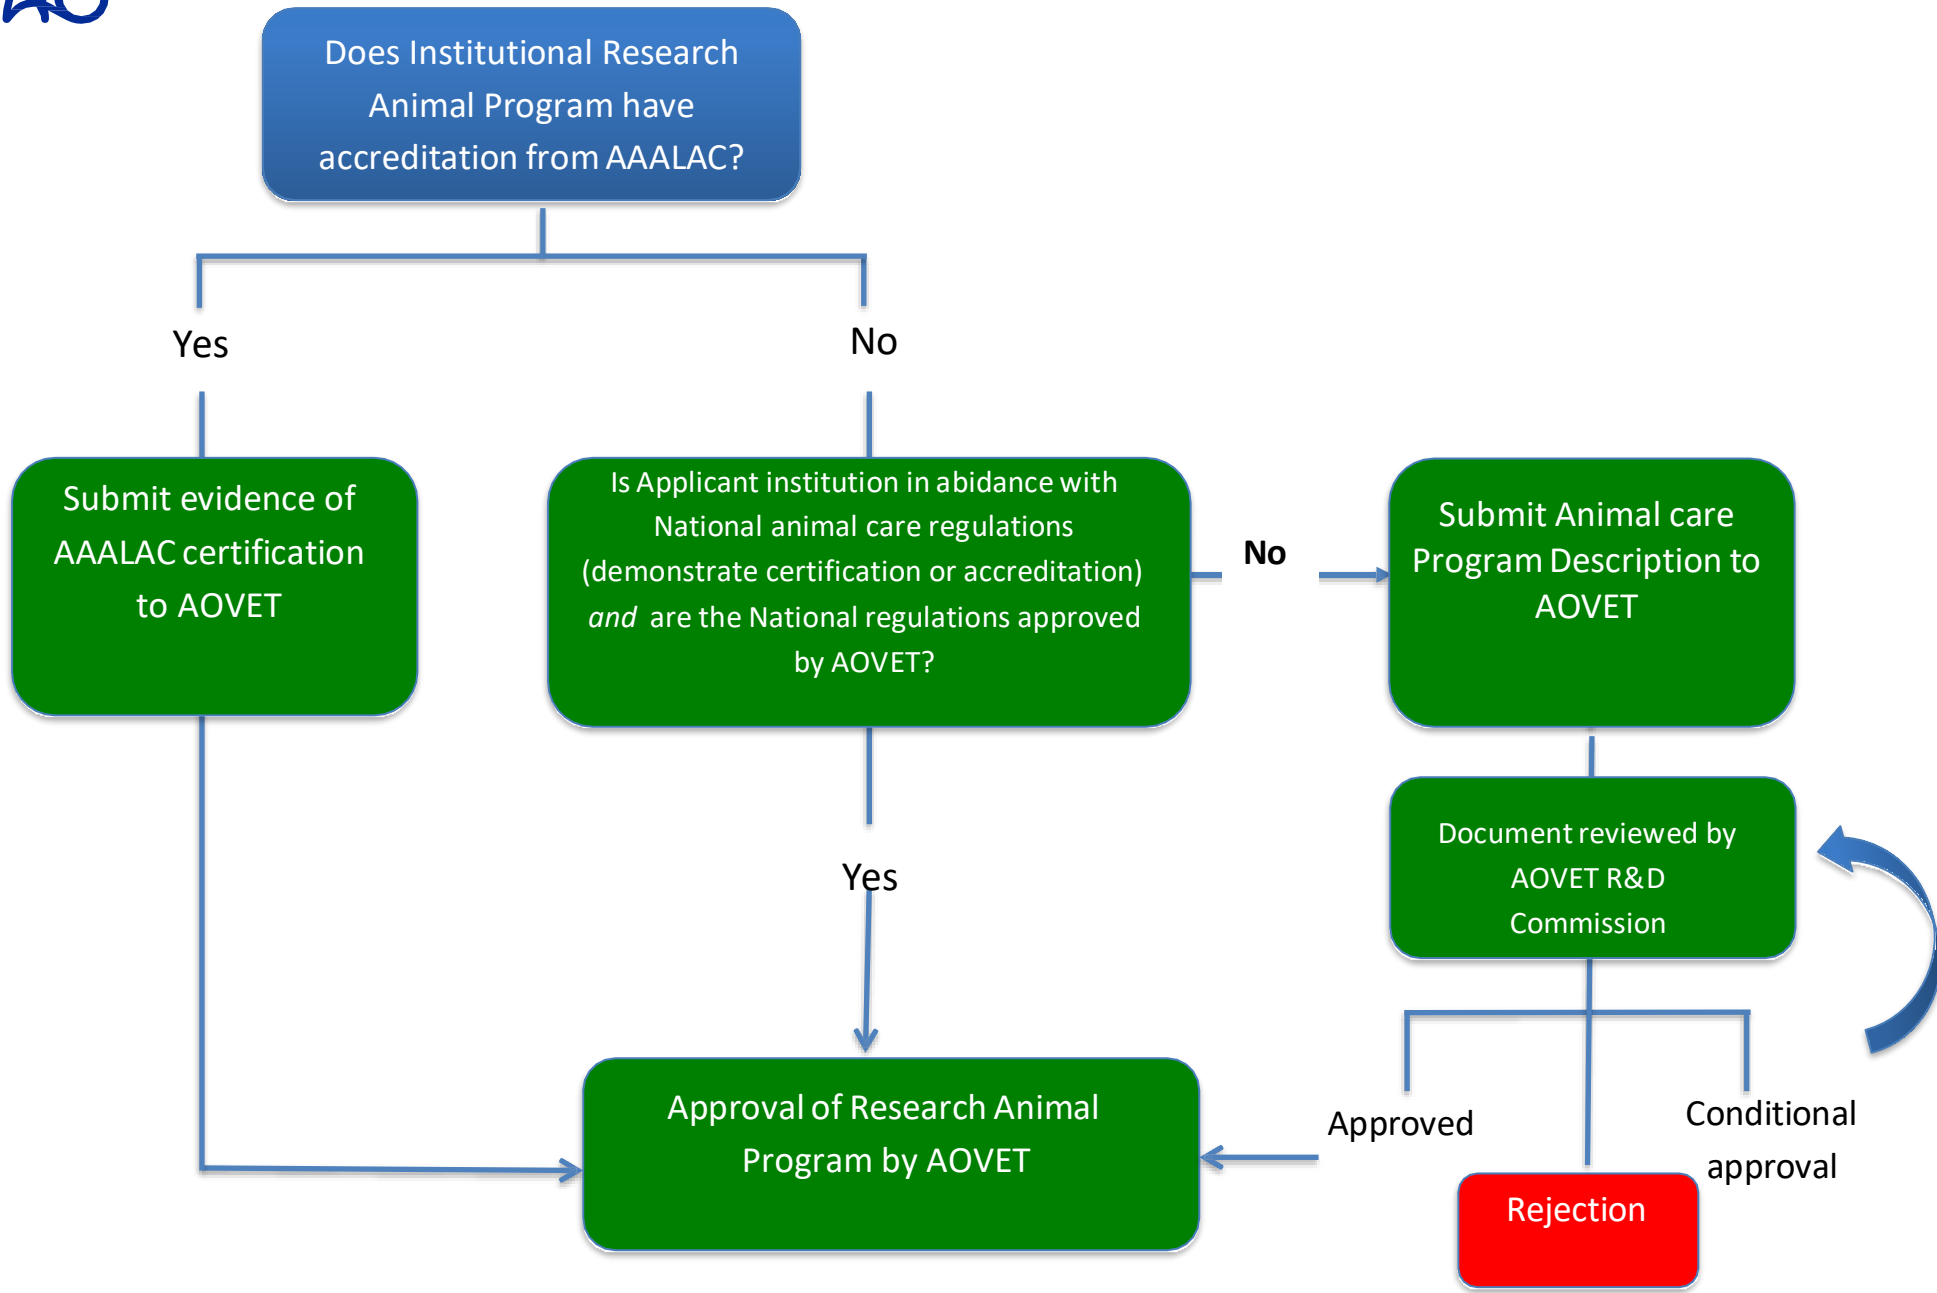 AO
Does Institutional Research
Animal Program have
accreditation from AAALAC?
Yes
No
Submit evidence of
AAALAC certification
to AOVET
Is Applicant institution in abidance with
National animal care regulations
(demonstrate certification or accreditation)
and are the National regulations approved
by AOVET?
No
Submit Animal care
Program Description to
AOVET
Yes
Document reviewed by
AOVET R&D
Commission
Approval of Research Animal
Program by AOVET
Approved
Conditional
approval
Rejection